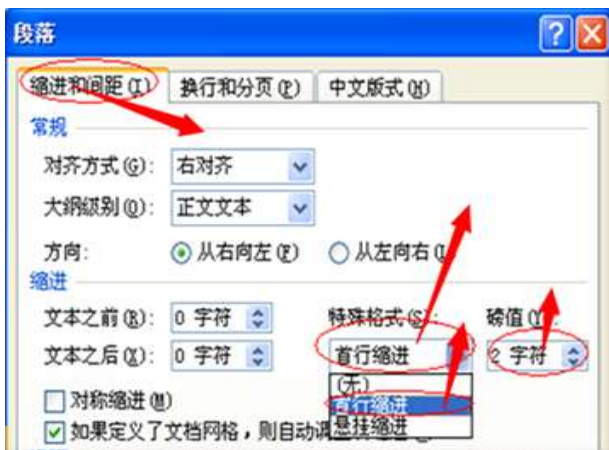 段落
缩进和间距(I) 换行和分页(P) 中文版式(H)
常规
对齐方式(G): 右对齐
大纲级别(O): 正文文本
方向: 从右向左(F) 从左向右(L)
缩进
文本之前(R): 0 字符 特殊格式(S): 磅值(Y):
文本之后(X): 0 字符 首行缩进 2 字符
(无)
对称缩进(M) 首行缩进
如果定义了文档网格，则自动调 悬挂缩进